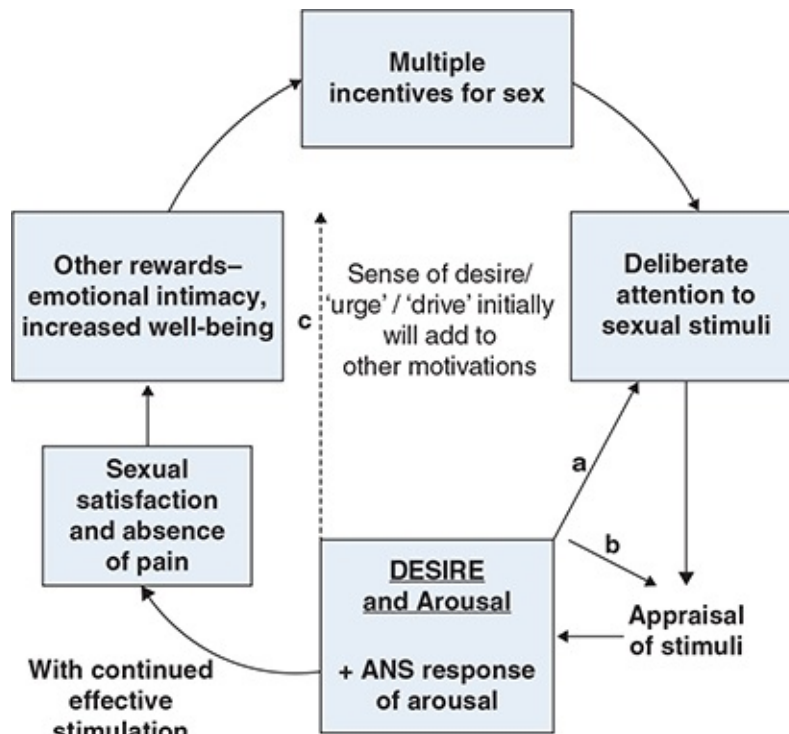 Multiple
incentives for sex
Other rewards–
emotional intimacy,
increased well-being
c
Sense of desire/
‘urge’ / ‘drive’ initially
will add to
other motivations
Deliberate
attention to
sexual stimuli
a
b
Sexual
satisfaction
and absence
of pain
DESIRE
and Arousal
+ ANS response
of arousal
Appraisal
of stimuli
With continued
effective
stimulation